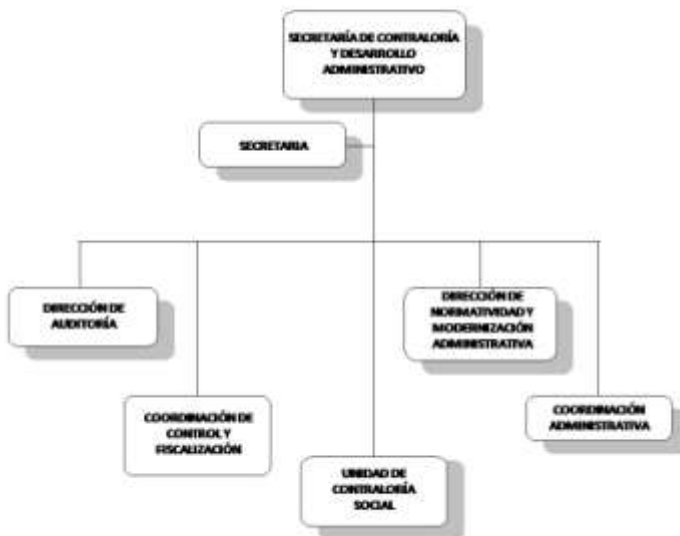 SECRETARÍA DE CONTRALORÍA
Y DESARROLLO
ADMINISTRATIVO
SECRETARIA
DIRECCIÓN DE
AUDITORÍA
DIRECCIÓN DE
NORMATIVIDAD Y
MODERNIZACIÓN
ADMINISTRATIVA
COORDINACIÓN DE
CONTROL Y
FISCALIZACIÓN
COORDINACIÓN
ADMINISTRATIVA
UNIDAD DE
CONTRALORÍA
SOCIAL